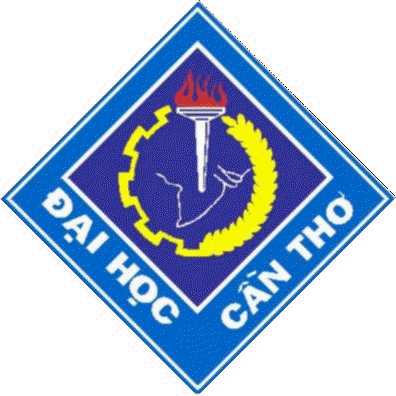 ĐẠI HỌC
CẦN THƠ